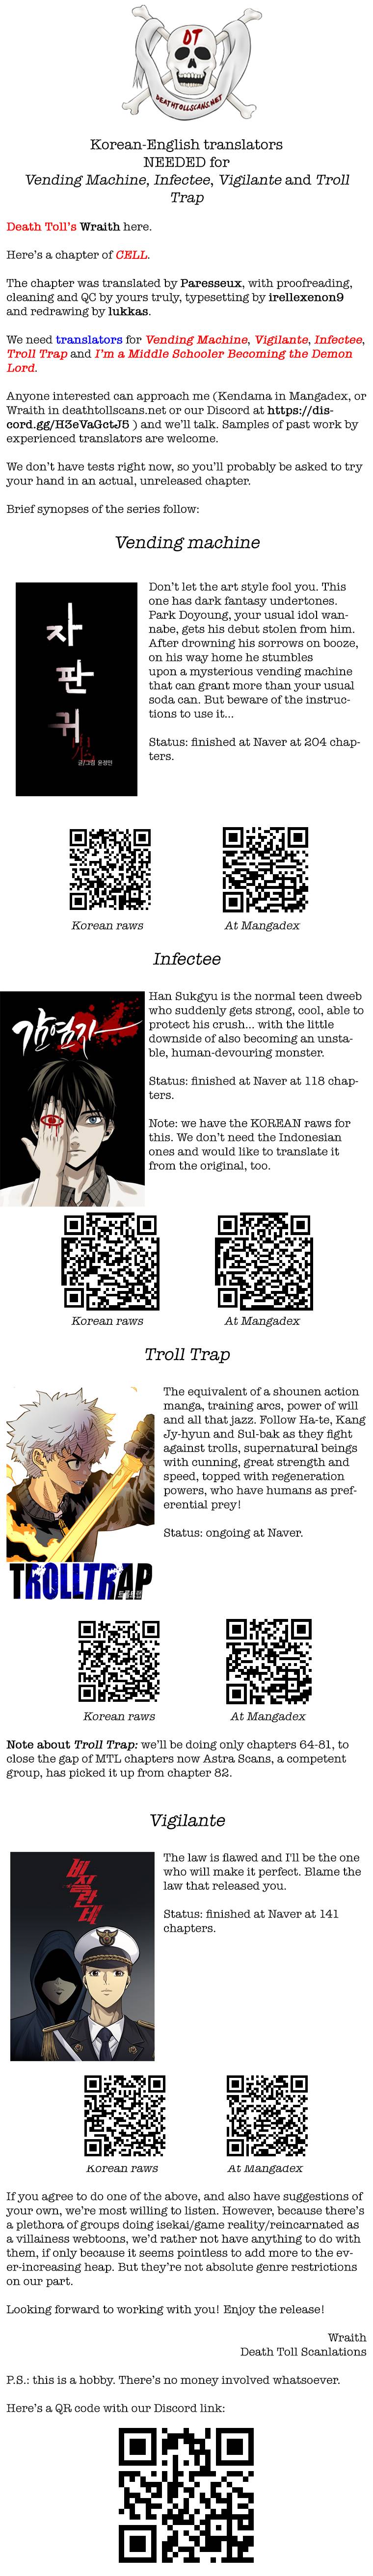 DT
DEATHTOLLSCANS.NET
Korean-English translators
NEEDED for
Vending Machine, Infectee, Vigilante and Troll
Trap
Death Toll's Wraith here.
Here's a chapter of CELL.
The chapter was translated by Paresseux, with proofreading,
cleaning and QC by yours truly, typesetting by irellexenon9
and redrawing by lukkas.
We need translators for Vending Machine, Vigilante, Infectee,
Troll Trap and I'm a Middle Schooler Becoming the Demon
Lord.
Anyone interested can approach me (Kendama in Mangadex, or
Wraith in deathtollscans.net or our Discord at https://dis-
cord.gg/H3eVaGctJ5 ) and we'll talk. Samples of past work by
experienced translators are welcome.
We don't have tests right now, so you'll probably be asked to try
your hand in an actual, unreleased chapter.
Brief synopses of the series follow:
Vending machine
자
판
귀
글/그림 윤정민
Don't let the art style fool you. This
one has dark fantasy undertones.
Park Doyoung, your usual idol wan-
nabe, gets his debut stolen from him.
After drowning his sorrows on booze,
on his way home he stumbles
upon a mysterious vending machine
that can grant more than your usual
soda can. But beware of the instruc-
tions to use it...
Status: finished at Naver at 204 chap-
ters.
Korean raws
At Mangadex
Infectee
감염자
Han Sukgyu is the normal teen dweeb
who suddenly gets strong, cool, able to
protect his crush... with the little
downside of also becoming an unsta-
ble, human-devouring monster.
Status: finished at Naver at 118 chap-
ters.
Note: we have the KOREAN raws for
this. We don't need the Indonesian
ones and would like to translate it
from the original, too.
Korean raws
At Mangadex
Troll Trap
TROLLTRAP
The equivalent of a shounen action
manga, training arcs, power of will
and all that jazz. Follow Ha-te, Kang
Jy-hyun and Sul-bak as they fight
against trolls, supernatural beings
with cunning, great strength and
speed, topped with regeneration
powers, who have humans as pref-
erential prey!
Status: ongoing at Naver.
Korean raws
At Mangadex
Note about Troll Trap: we'll be doing only chapters 64-81, to
close the gap of MTL chapters now Astra Scans, a competent
group, has picked it up from chapter 82.
Vigilante
비질란테
The law is flawed and I'll be the one
who will make it perfect. Blame the
law that released you.
Status: finished at Naver at 141
chapters.
Korean raws
At Mangadex
If you agree to do one of the above, and also have suggestions of
your own, we're most willing to listen. However, because there's
a plethora of groups doing isekai/game reality/reincarnated as
a villainess webtoons, we'd rather not have anything to do with
them, if only because it seems pointless to add more to the ev-
er-increasing heap. But they're not absolute genre restrictions
on our part.
Looking forward to working with you! Enjoy the release!
Wraith
Death Toll Scanlations
P.S.: this is a hobby. There's no money involved whatsoever.
Here's a QR code with our Discord link: